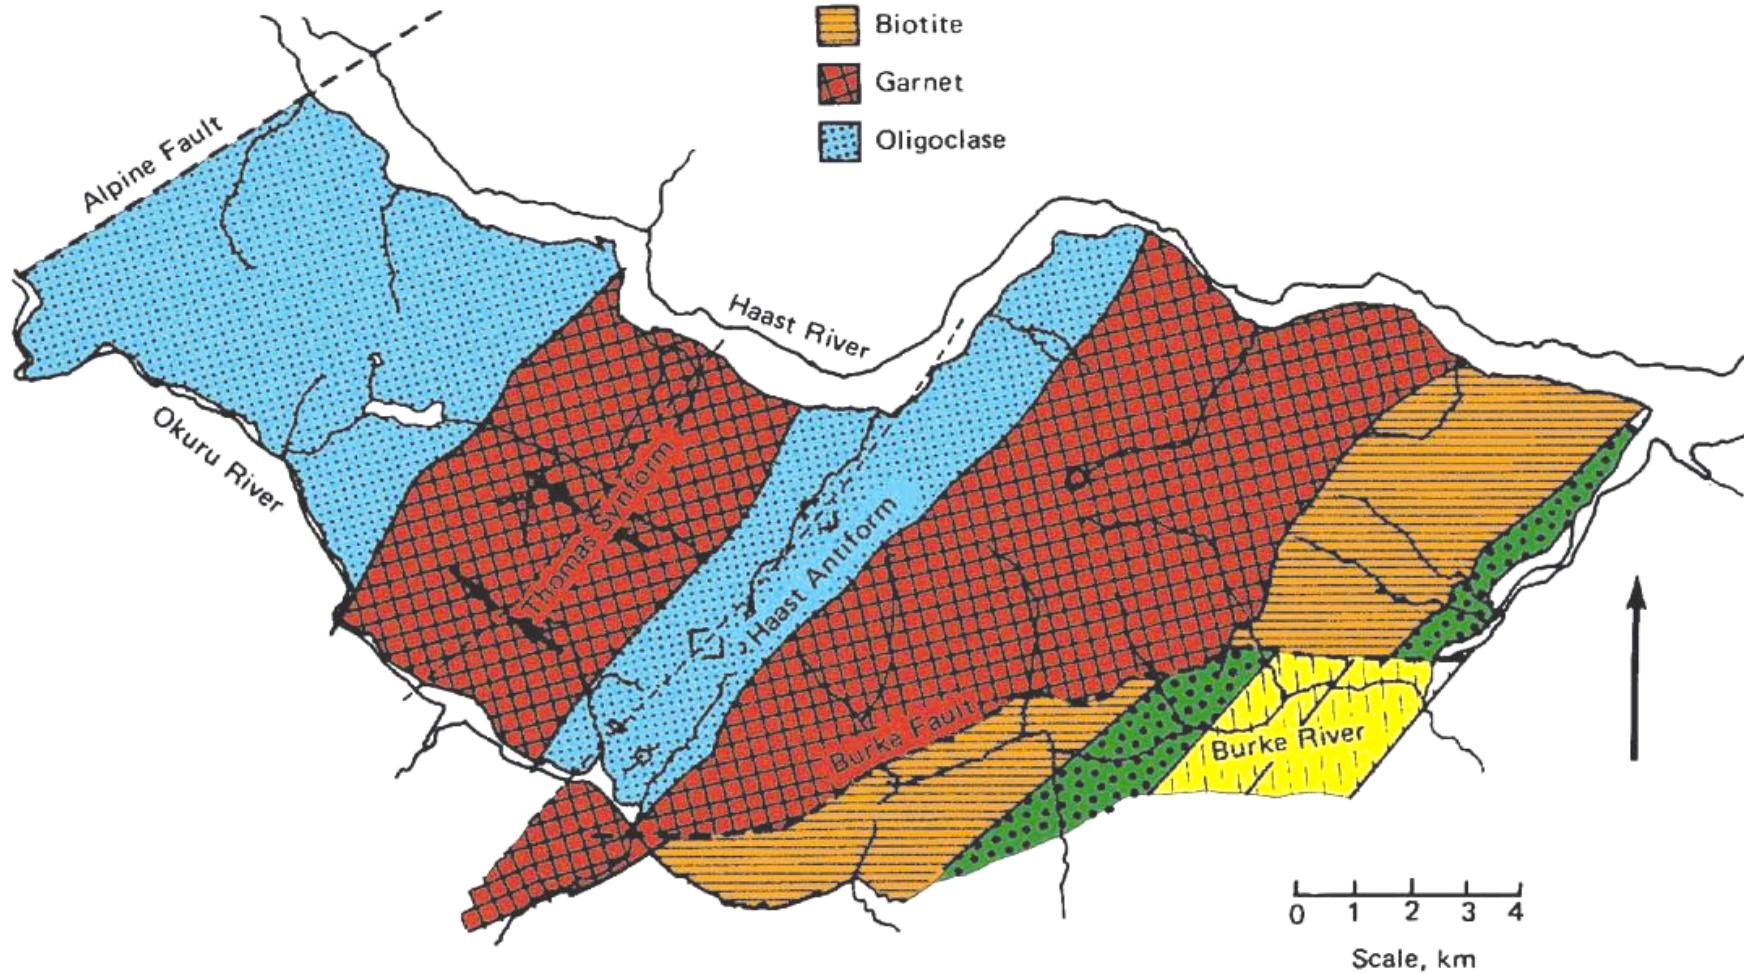 Biotite
Garnet
Oligoclase
Alpine Fault
Haast River
Okuru River
Thomas Synform
Haast Antiform
Burke Fault
Burke River
0 1 2 3 4
Scale, km